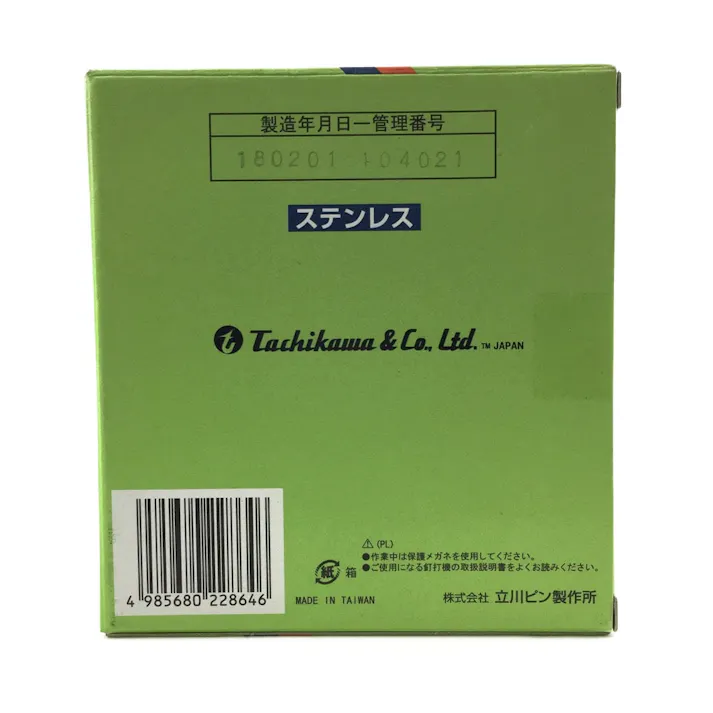 製造年月日ー管理番号
180201 104021
ステンレス
t Tachikawa & Co., Ltd. ™ JAPAN
⚠ (PL)
●作業中は保護メガネを使用してください。
●ご使用になる釘打機の取扱説明書をよくお読みください。
紙 箱
4 985680 228646
MADE IN TAIWAN
株式会社 立川ピン製作所